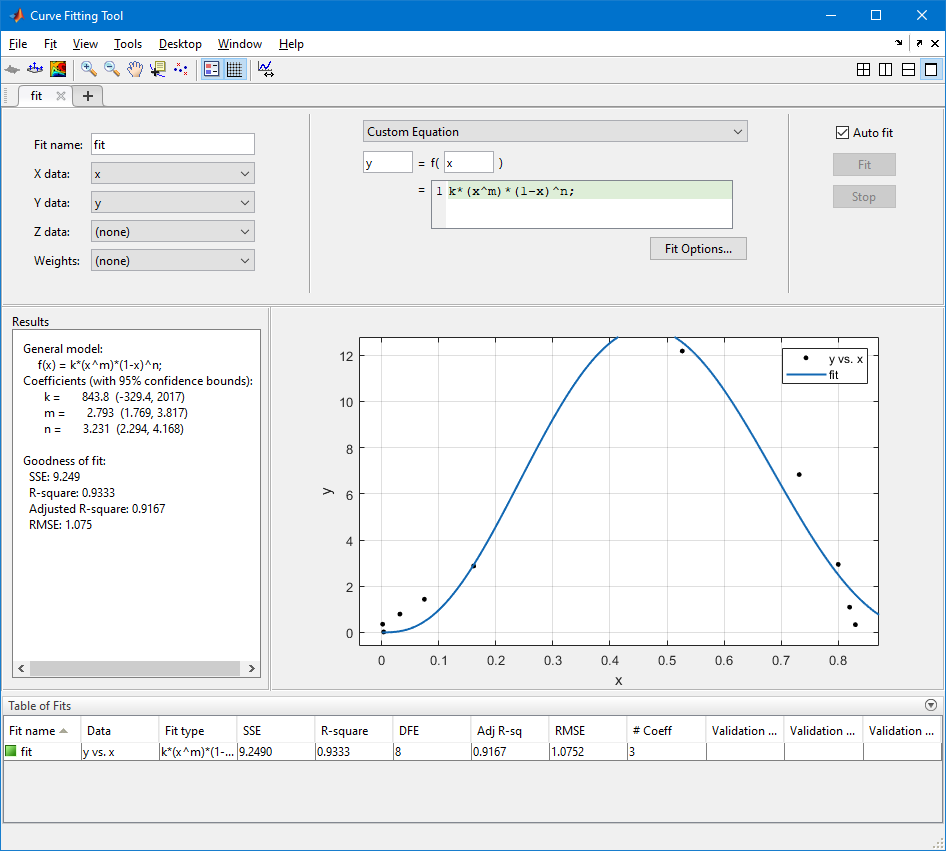 Curve Fitting Tool
File Fit View Tools Desktop Window Help
fit
Fit name: fit
X data: x
Y data: y
Z data: (none)
Weights: (none)
Custom Equation
y = f( x )
= 1 k*(x^m)*(1-x)^n;
Fit Options...
Auto fit
Fit
Stop
Results
General model:
f(x) = k*(x^m)*(1-x)^n;
Coefficients (with 95% confidence bounds):
k = 843.8 (-329.4, 2017)
m = 2.793 (1.769, 3.817)
n = 3.231 (2.294, 4.168)
Goodness of fit:
SSE: 9.249
R-square: 0.9333
Adjusted R-square: 0.9167
RMSE: 1.075
y vs. x
fit
12
10
8
6
4
2
0
y
0 0.1 0.2 0.3 0.4 0.5 0.6 0.7 0.8
x
Table of Fits
Fit name Data Fit type SSE R-square DFE Adj R-sq RMSE # Coeff Validation ... Validation ... Validation ...
fit y vs. x k*(x^m)*(1-... 9.2490 0.9333 8 0.9167 1.0752 3